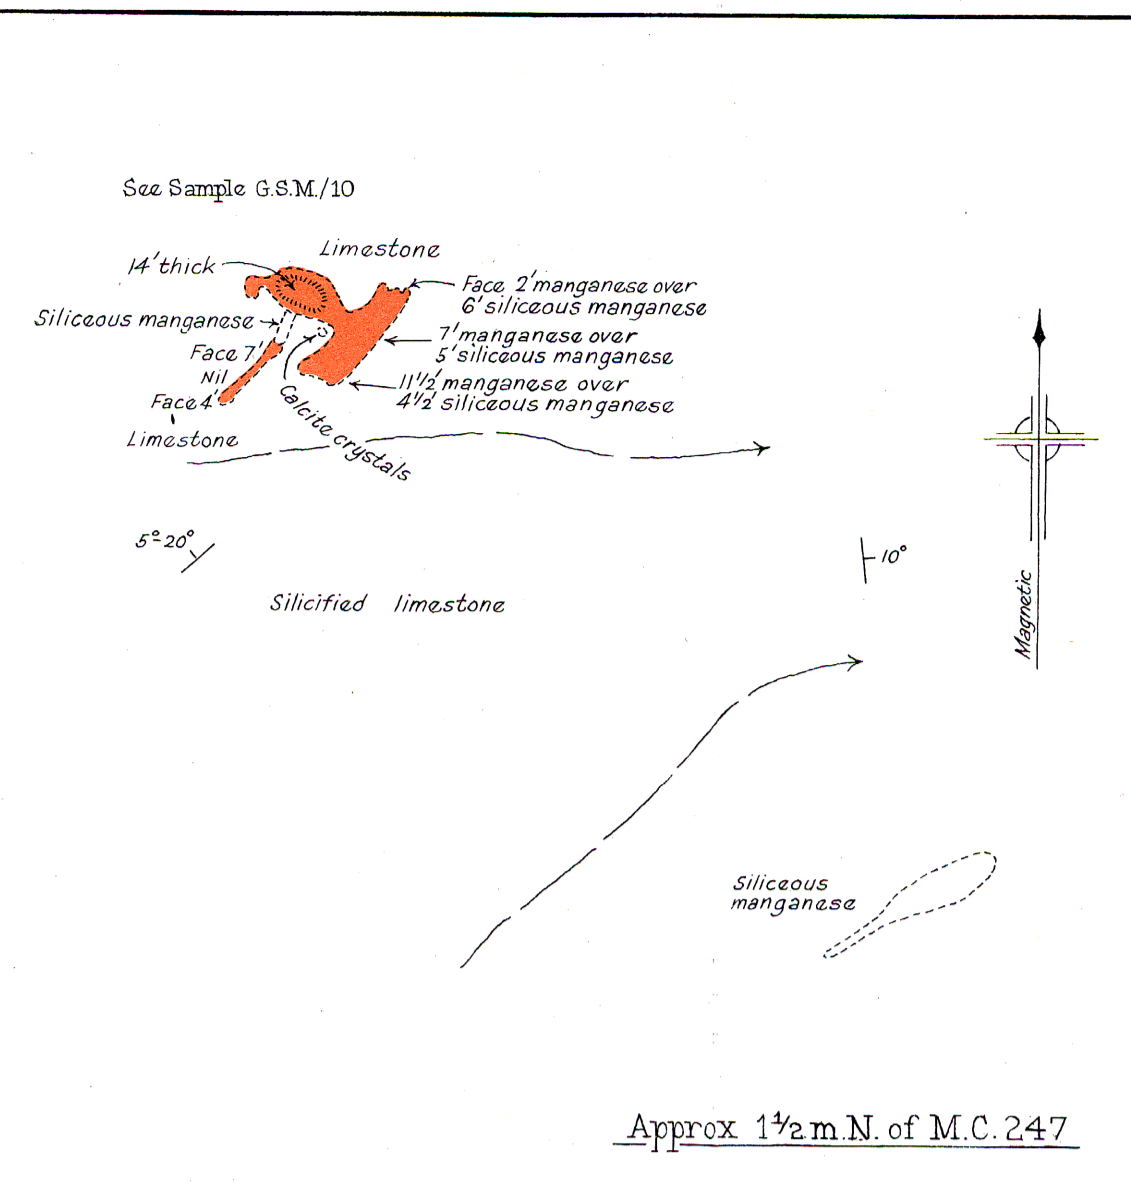 See Sample G.S.M./10
Limestone
14' thick
Face 2' manganese over
6' siliceous manganese
Siliceous manganese
7' manganese over
5' siliceous manganese
Face 7'
Nil
11½' manganese over
4½' siliceous manganese
Face 4'
Calcite crystals
Limestone
5°-20°
10°
Silicified limestone
Magnetic
Siliceous
manganese
Approx 1½ m. N. of M.C. 247